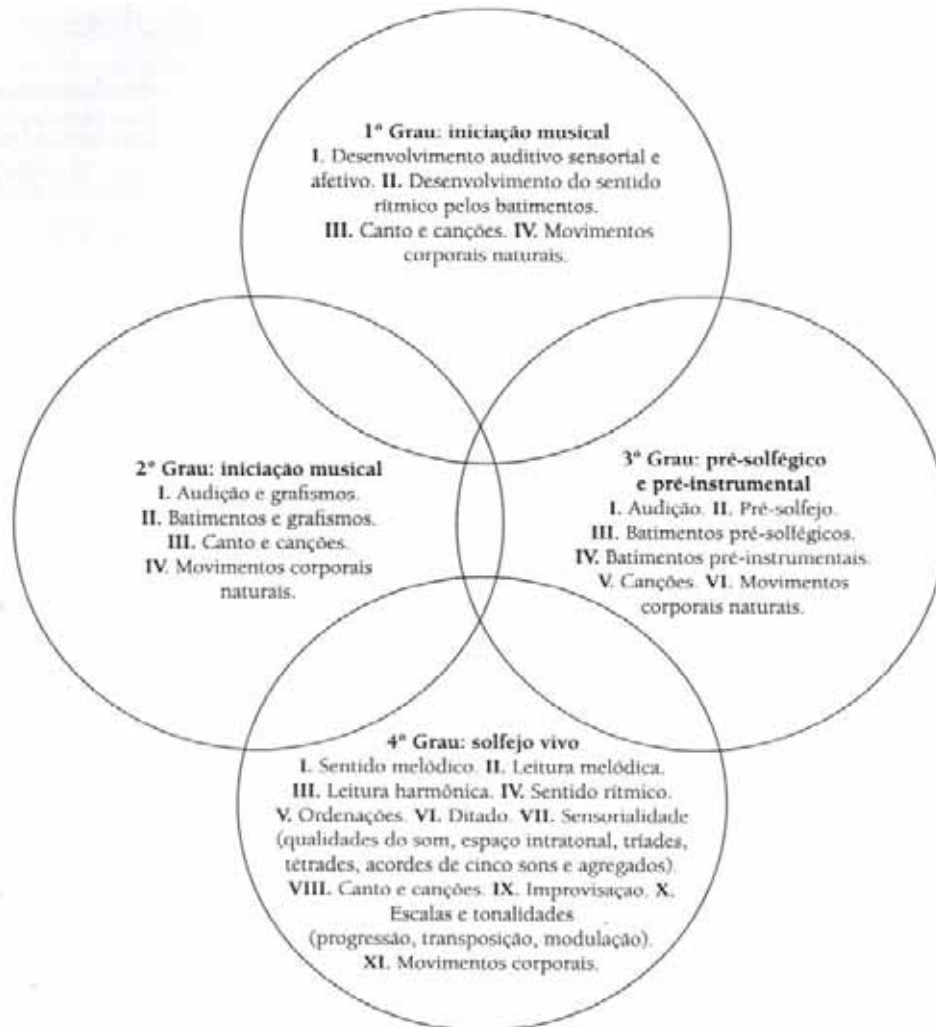 1º Grau: iniciação musical
I. Desenvolvimento auditivo sensorial e
afetivo. II. Desenvolvimento do sentido
rítmico pelos batimentos.
III. Canto e canções. IV. Movimentos
corporais naturais.
2º Grau: iniciação musical
I. Audição e grafismos.
II. Batimentos e grafismos.
III. Canto e canções.
IV. Movimentos corporais
naturais.
3º Grau: pré-solfégico
e pré-instrumental
I. Audição. II. Pré-solfejo.
III. Batimentos pré-solfégicos.
IV. Batimentos pré-instrumentais.
V. Canções. VI. Movimentos
corporais naturais.
4º Grau: solfejo vivo
I. Sentido melódico. II. Leitura melódica.
III. Leitura harmônica. IV. Sentido rítmico.
V. Ordenações. VI. Ditado. VII. Sensorialidade
(qualidades do som, espaço intratonal, tríades,
tétrades, acordes de cinco sons e agregados).
VIII. Canto e canções. IX. Improvisação. X.
Escalas e tonalidades
(progressão, transposição, modulação).
XI. Movimentos corporais.